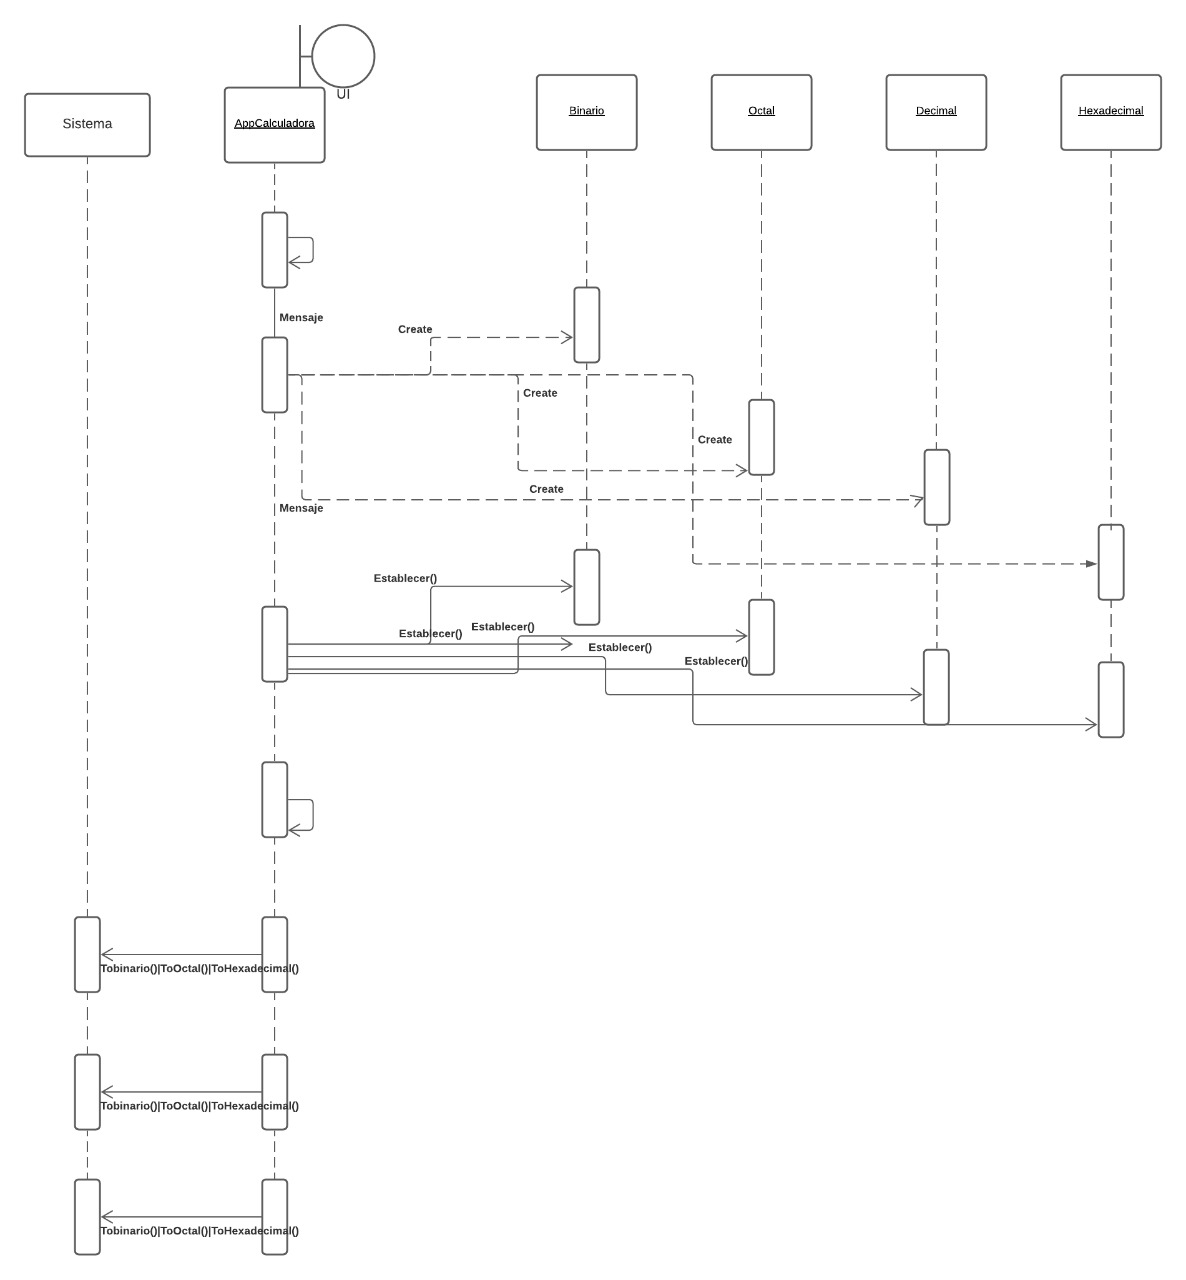 UI
Sistema
AppCalculadora
Binario
Octal
Decimal
Hexadecimal
Mensaje
Create
Create
Create
Create
Mensaje
Establecer()
Establecer()
Establecer()
Establecer()
Establecer()
Tobinario()|ToOctal()|ToHexadecimal()
Tobinario()|ToOctal()|ToHexadecimal()
Tobinario()|ToOctal()|ToHexadecimal()